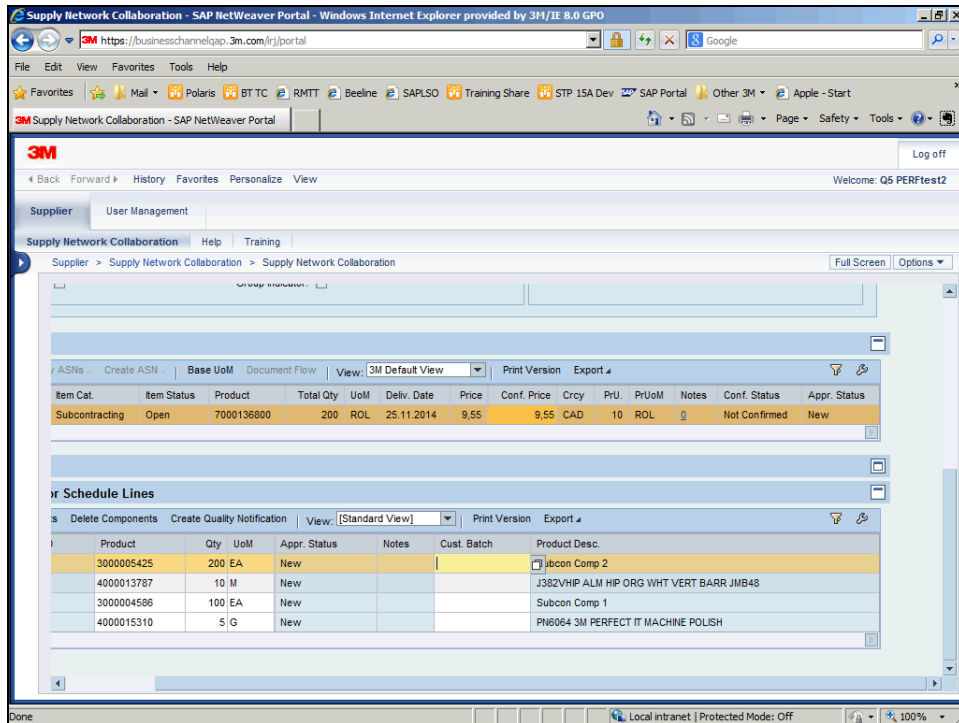 Supply Network Collaboration - SAP NetWeaver Portal - Windows Internet Explorer provided by 3M/IE 8.0 GPO
3M https://businesschannelqap.3m.com/irj/portal
Google
File Edit View Favorites Tools Help
Favorites Mail Polaris BT TC RMTT Beeline SAPLSO Training Share STP 15A Dev SAP Portal Other 3M Apple - Start
3M Supply Network Collaboration - SAP NetWeaver Portal
Page Safety Tools
3M
Log off
Back Forward History Favorites Personalize View
Welcome: Q5 PERFtest2
Supplier User Management
Supply Network Collaboration Help Training
Supplier > Supply Network Collaboration > Supply Network Collaboration
Full Screen Options
Group Indicator:
ASNs Create ASN Base UoM Document Flow View: 3M Default View Print Version Export
Item Cat. Item Status Product Total Qty UoM Deliv. Date Price Conf. Price Crcy PrU. PrUoM Notes Conf. Status Appr. Status
Subcontracting Open 7000136800 200 ROL 25.11.2014 9,55 9,55 CAD 10 ROL 0 Not Confirmed New
or Schedule Lines
Delete Components Create Quality Notification View: [Standard View] Print Version Export
Product Qty UoM Appr. Status Notes Cust. Batch Product Desc.
3000005425 200 EA New Subcon Comp 2
4000013787 10 M New J382VHIP ALM HIP ORG WHT VERT BARR JMB48
3000004586 100 EA New Subcon Comp 1
4000015310 5 G New PN6064 3M PERFECT IT MACHINE POLISH
Done
Local intranet | Protected Mode: Off
100%